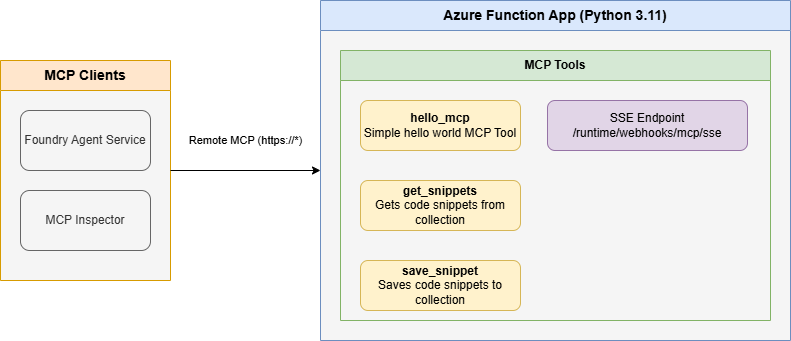 Azure Function App (Python 3.11)
MCP Clients
Foundry Agent Service
MCP Inspector
Remote MCP (https://*)
MCP Tools
hello_mcp
Simple hello world MCP Tool
SSE Endpoint
/runtime/webhooks/mcp/sse
get_snippets
Gets code snippets from
collection
save_snippet
Saves code snippets to
collection